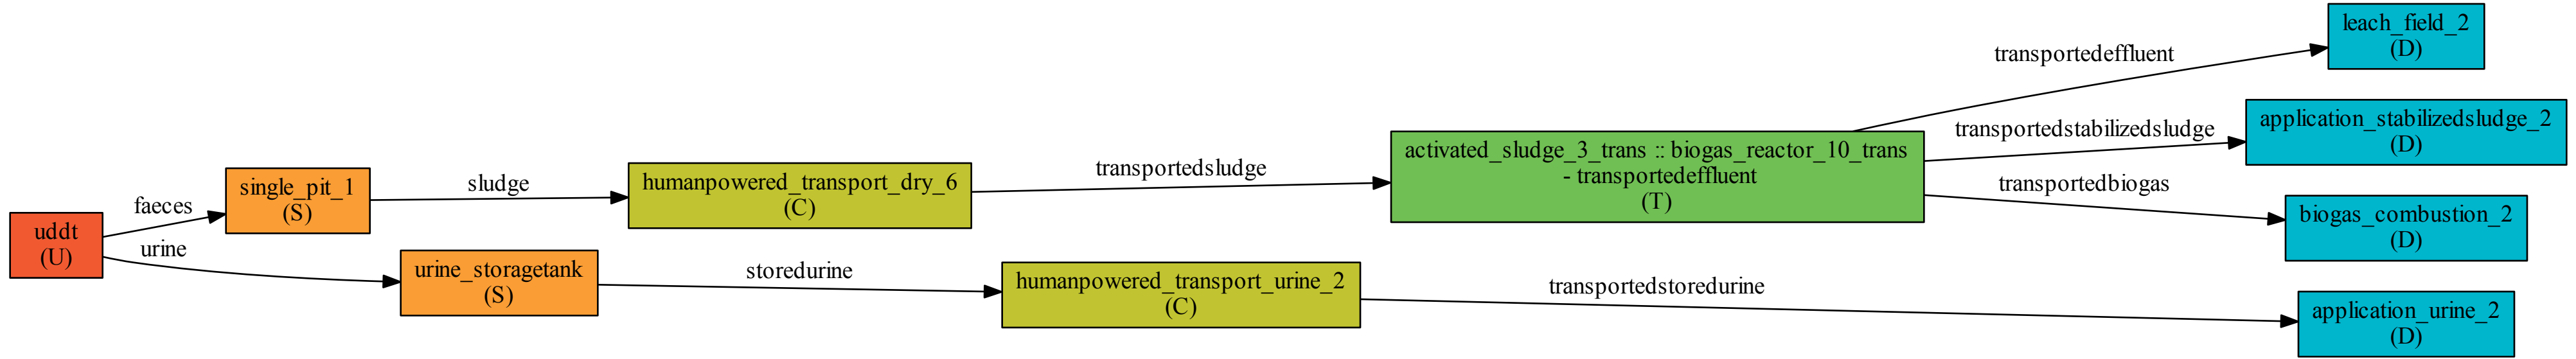 uddt
(U)
faeces
urine
single_pit_1
(S)
urine_storagetank
(S)
sludge
storedurine
humanpowered_transport_dry_6
(C)
humanpowered_transport_urine_2
(C)
transportedsludge
transportedstoredurine
activated_sludge_3_trans :: biogas_reactor_10_trans
- transportedeffluent
(T)
transportedeffluent
transportedstabilizedsludge
transportedbiogas
leach_field_2
(D)
application_stabilizedsludge_2
(D)
biogas_combustion_2
(D)
application_urine_2
(D)